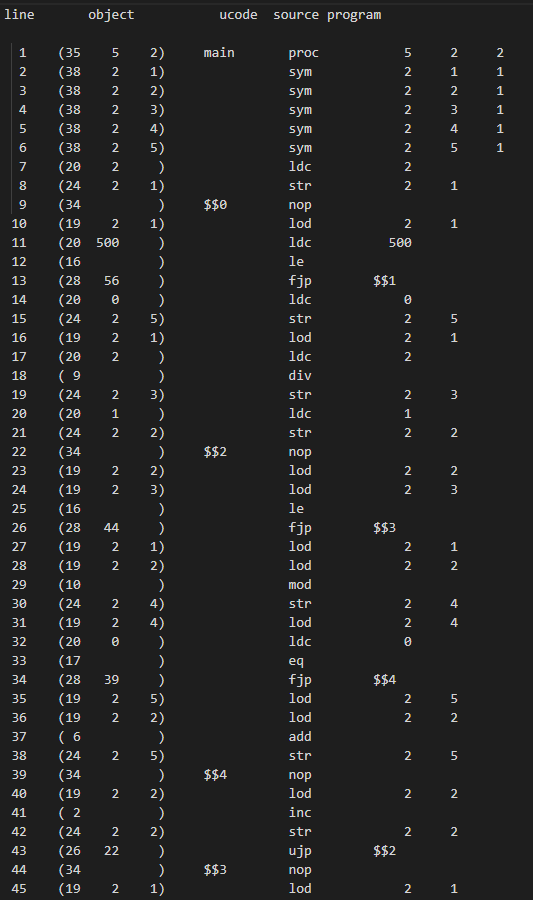 line object ucode source program
1 (35 5 2) main proc 5 2 2
2 (38 2 1) sym 2 1 1
3 (38 2 2) sym 2 2 1
4 (38 2 3) sym 2 3 1
5 (38 2 4) sym 2 4 1
6 (38 2 5) sym 2 5 1
7 (20 2 ) ldc 2
8 (24 2 1) str 2 1
9 (34 ) $$0 nop
10 (19 2 1) lod 2 1
11 (20 500 ) ldc 500
12 (16 ) le
13 (28 56 ) fjp $$1
14 (20 0 ) ldc 0
15 (24 2 5) str 2 5
16 (19 2 1) lod 2 1
17 (20 2 ) ldc 2
18 ( 9 ) div
19 (24 2 3) str 2 3
20 (20 1 ) ldc 1
21 (24 2 2) str 2 2
22 (34 ) $$2 nop
23 (19 2 2) lod 2 2
24 (19 2 3) lod 2 3
25 (16 ) le
26 (28 44 ) fjp $$3
27 (19 2 1) lod 2 1
28 (19 2 2) lod 2 2
29 (10 ) mod
30 (24 2 4) str 2 4
31 (19 2 4) lod 2 4
32 (20 0 ) ldc 0
33 (17 ) eq
34 (28 39 ) fjp $$4
35 (19 2 5) lod 2 5
36 (19 2 2) lod 2 2
37 ( 6 ) add
38 (24 2 5) str 2 5
39 (34 ) $$4 nop
40 (19 2 2) lod 2 2
41 ( 2 ) inc
42 (24 2 2) str 2 2
43 (26 22 ) ujp $$2
44 (34 ) $$3 nop
45 (19 2 1) lod 2 1